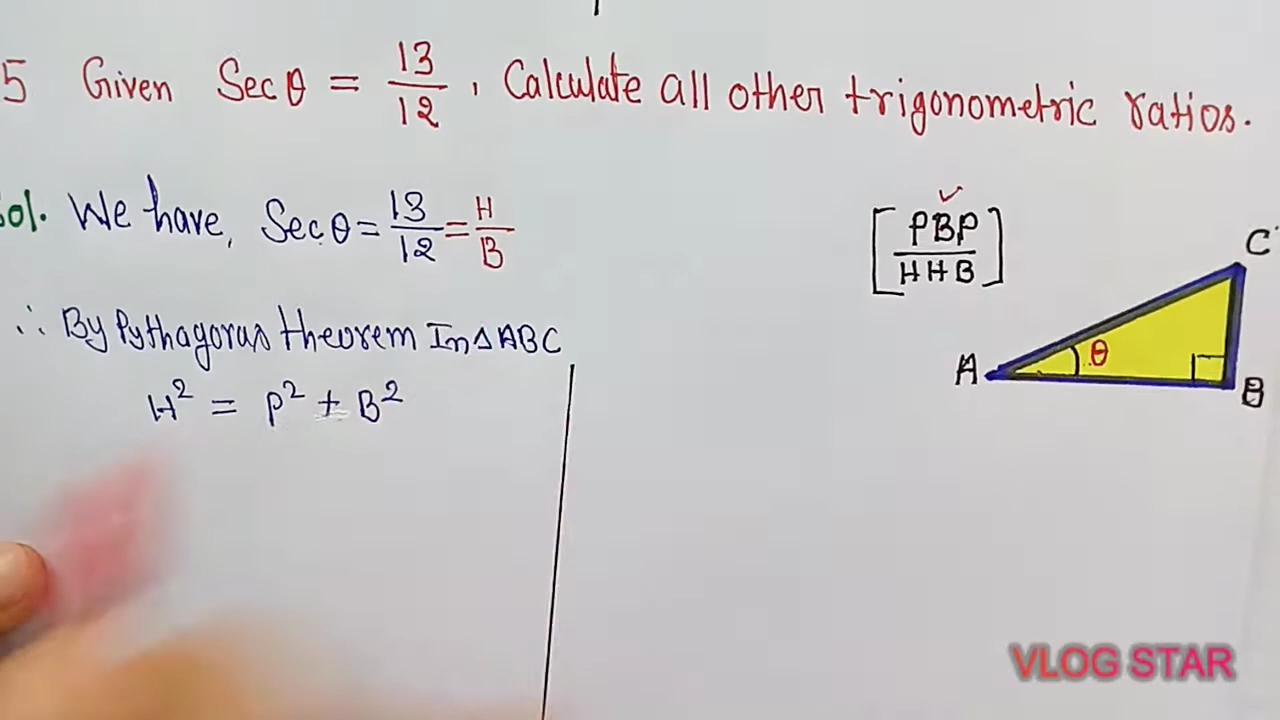 5 Given Sec θ = 13/12, Calculate all other trigonometric ratios.
Sol. We have, Sec θ = 13/12 = H/B
[PBP/HHB] ✓
∴ By Pythagoras theorem In △ABC
H² = P² + B²
C
A θ B
VLOG STAR